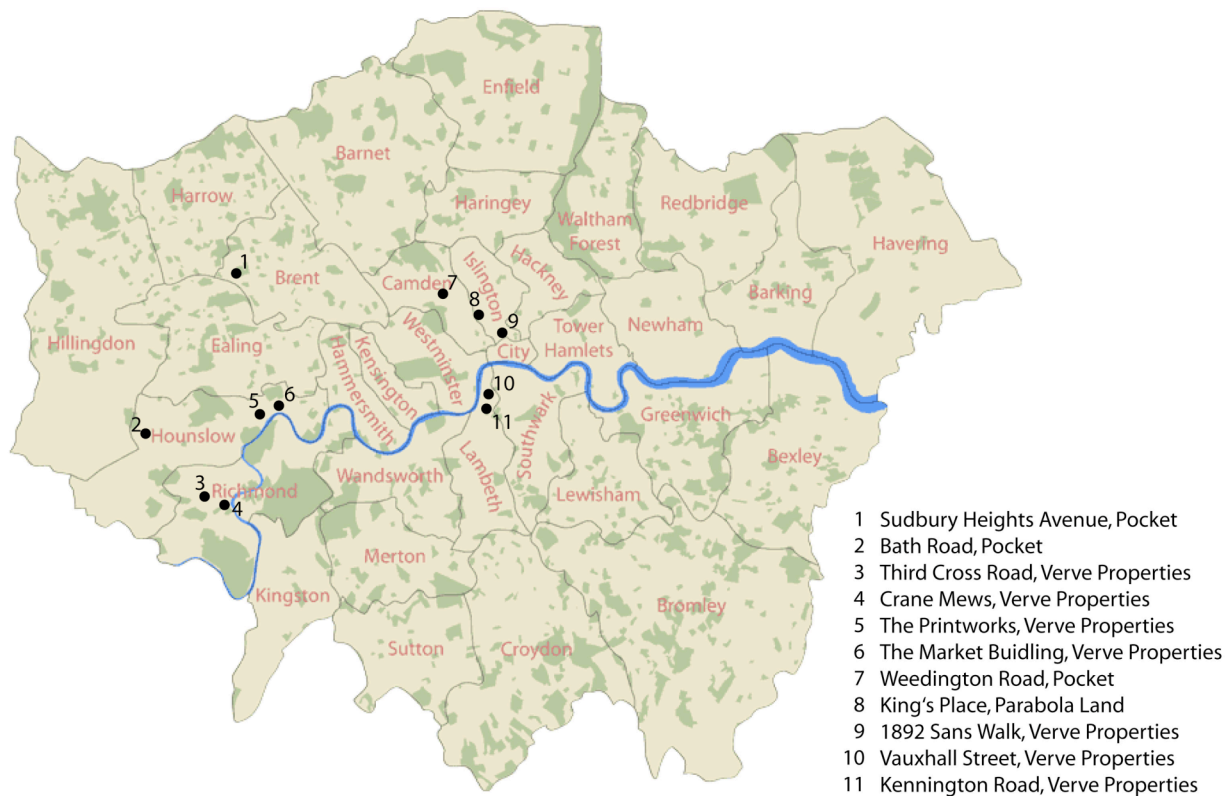 Enfield
Barnet
Harrow
Haringey
Waltham
Forest
Redbridge
Havering
1
Brent
Camden
7
Islington
Hackney
8
9
Barking
Hillingdon
Ealing
Hammersmith
Kensington
Westminster
City
Tower
Hamlets
Newham
10
11
5
6
2
Hounslow
Greenwich
Bexley
3
Richmond
4
Wandsworth
Lambeth
Southwark
Lewisham
Merton
Kingston
Bromley
Sutton
Croydon
1 Sudbury Heights Avenue, Pocket
2 Bath Road, Pocket
3 Third Cross Road, Verve Properties
4 Crane Mews, Verve Properties
5 The Printworks, Verve Properties
6 The Market Buidling, Verve Properties
7 Weedington Road, Pocket
8 King‘s Place, Parabola Land
9 1892 Sans Walk, Verve Properties
10 Vauxhall Street, Verve Properties
11 Kennington Road, Verve Properties